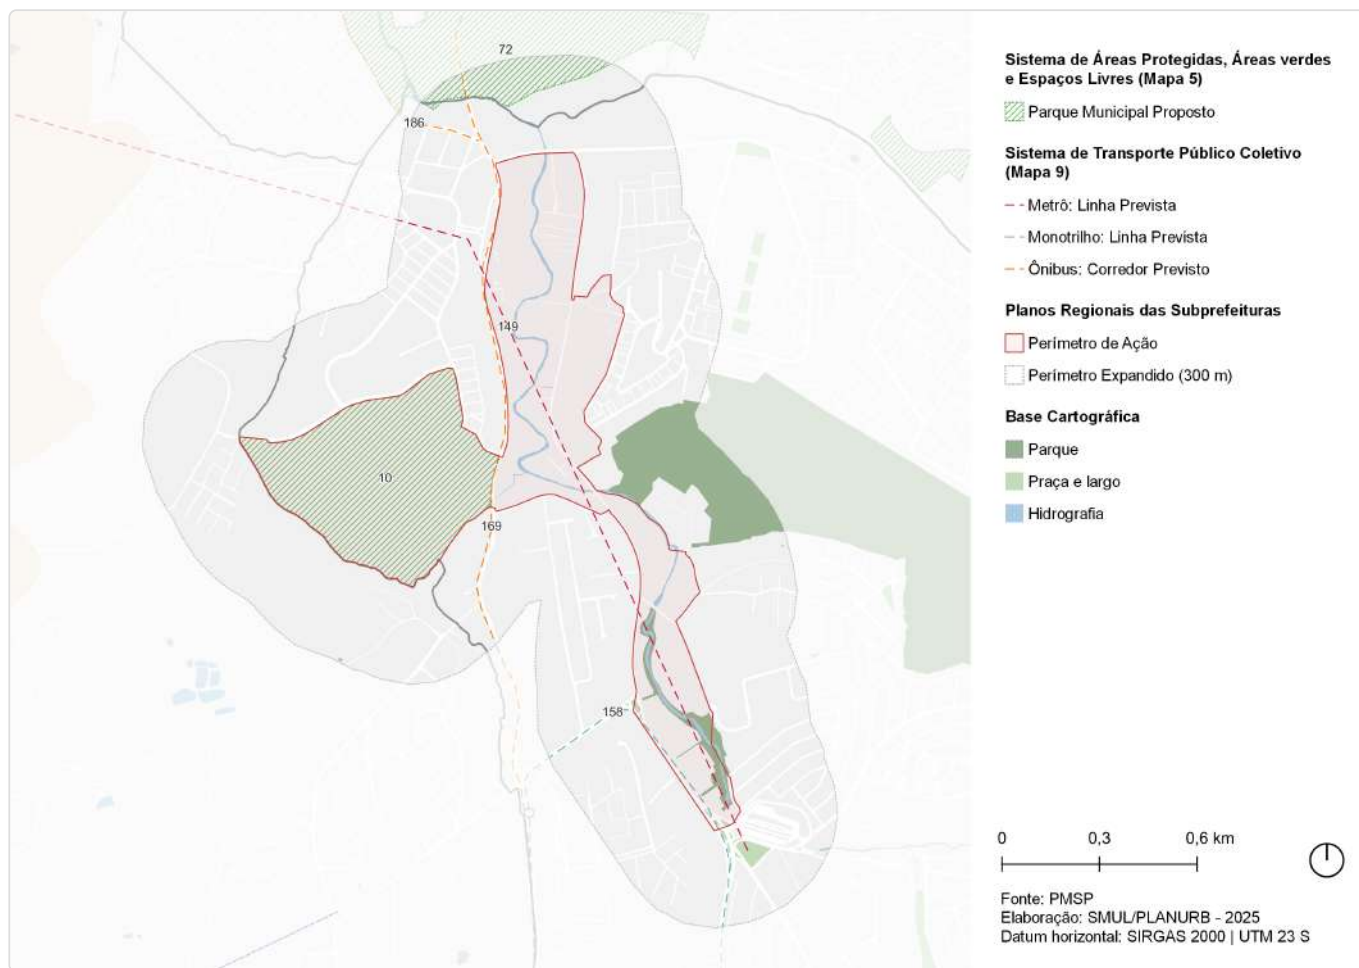 72
186
149
10
169
158
Sistema de Áreas Protegidas, Áreas verdes
e Espaços Livres (Mapa 5)
Parque Municipal Proposto
Sistema de Transporte Público Coletivo
(Mapa 9)
Metrô: Linha Prevista
Monotrilho: Linha Prevista
Ônibus: Corredor Previsto
Planos Regionais das Subprefeituras
Perímetro de Ação
Perímetro Expandido (300 m)
Base Cartográfica
Parque
Praça e largo
Hidrografia
0 0,3 0,6 km
Fonte: PMSP
Elaboração: SMUL/PLANURB - 2025
Datum horizontal: SIRGAS 2000 | UTM 23 S